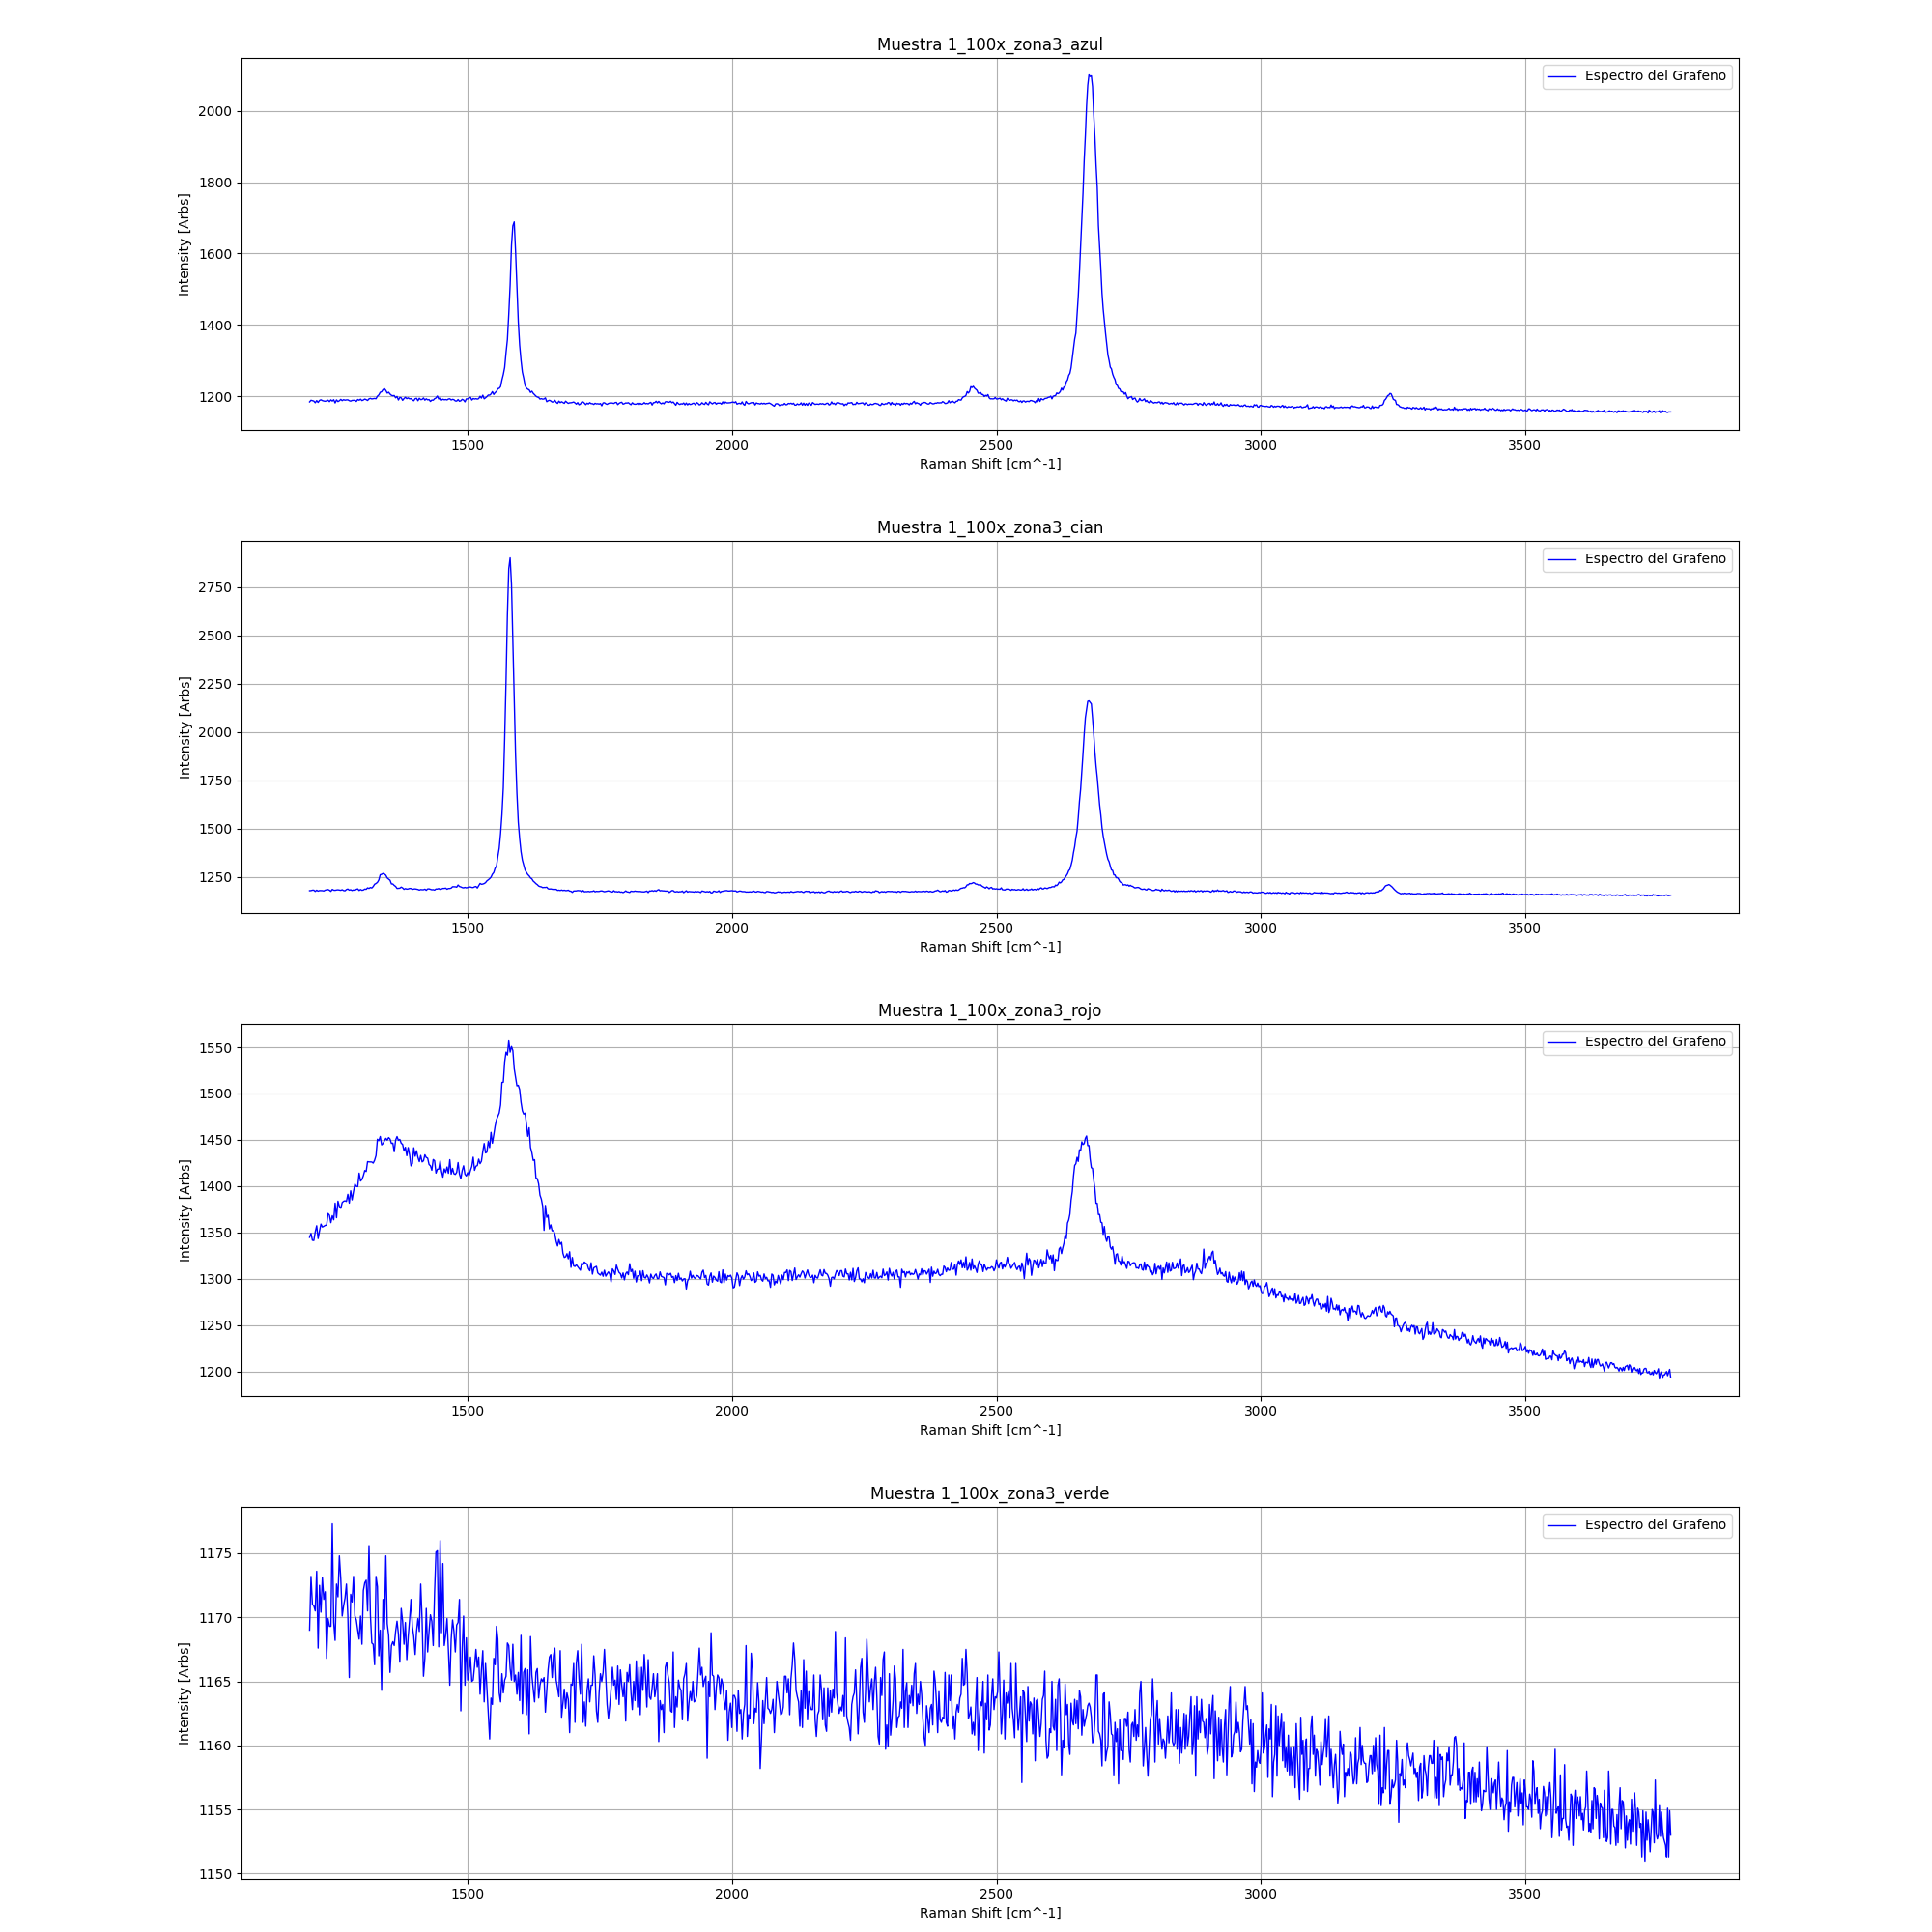 Muestra 1_100x_zona3_azul
Espectro del Grafeno
2000
1800
1600
1400
1200
Intensity [Arbs]
1500 2000 2500 3000 3500
Raman Shift [cm^-1]
Muestra 1_100x_zona3_cian
Espectro del Grafeno
2750
2500
2250
2000
1750
1500
1250
Intensity [Arbs]
1500 2000 2500 3000 3500
Raman Shift [cm^-1]
Muestra 1_100x_zona3_rojo
Espectro del Grafeno
1550
1500
1450
1400
1350
1300
1250
1200
Intensity [Arbs]
1500 2000 2500 3000 3500
Raman Shift [cm^-1]
Muestra 1_100x_zona3_verde
Espectro del Grafeno
1175
1170
1165
1160
1155
1150
Intensity [Arbs]
1500 2000 2500 3000 3500
Raman Shift [cm^-1]